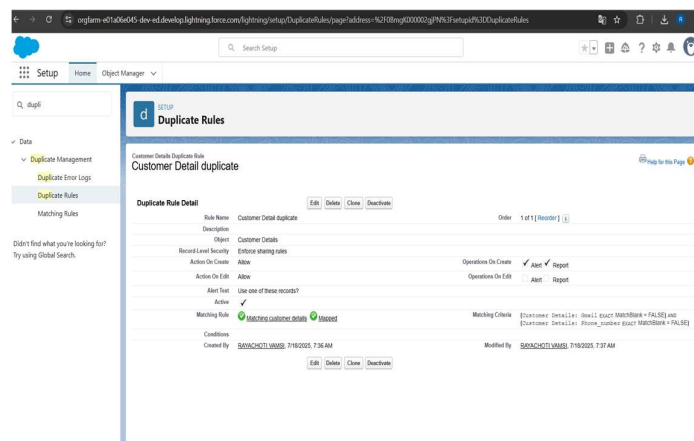 orgfarm-e01a06e045-dev-ed.develop.lightning.force.com/lightning/setup/DuplicateRules/page?address=%2F0BmgK000002gjPN%3Fsetupid%3DDuplicateRules
Search Setup
Setup Home Object Manager
dupli
SETUP
Duplicate Rules
Data
Duplicate Management
Duplicate Error Logs
Duplicate Rules
Matching Rules
Didn't find what you're looking for?
Try using Global Search.
Customer Details Duplicate Rule
Customer Detail duplicate
Help for this Page
Duplicate Rule Detail Edit Delete Clone Deactivate
Rule Name Customer Detail duplicate Order 1 of 1 [ Reorder ] i
Description
Object Customer Details
Record-Level Security Enforce sharing rules
Action On Create Allow Operations On Create Alert Report
Action On Edit Allow Operations On Edit Alert Report
Alert Text Use one of these records?
Active
Matching Rule Matching customer details Mapped Matching Criteria (Customer Details: Gmail EXACT MatchBlank = FALSE) AND
(Customer Details: Phone_number EXACT MatchBlank = FALSE)
Conditions
Created By RAYACHOTI VAMSI, 7/18/2025, 7:36 AM Modified By RAYACHOTI VAMSI, 7/18/2025, 7:37 AM
Edit Delete Clone Deactivate